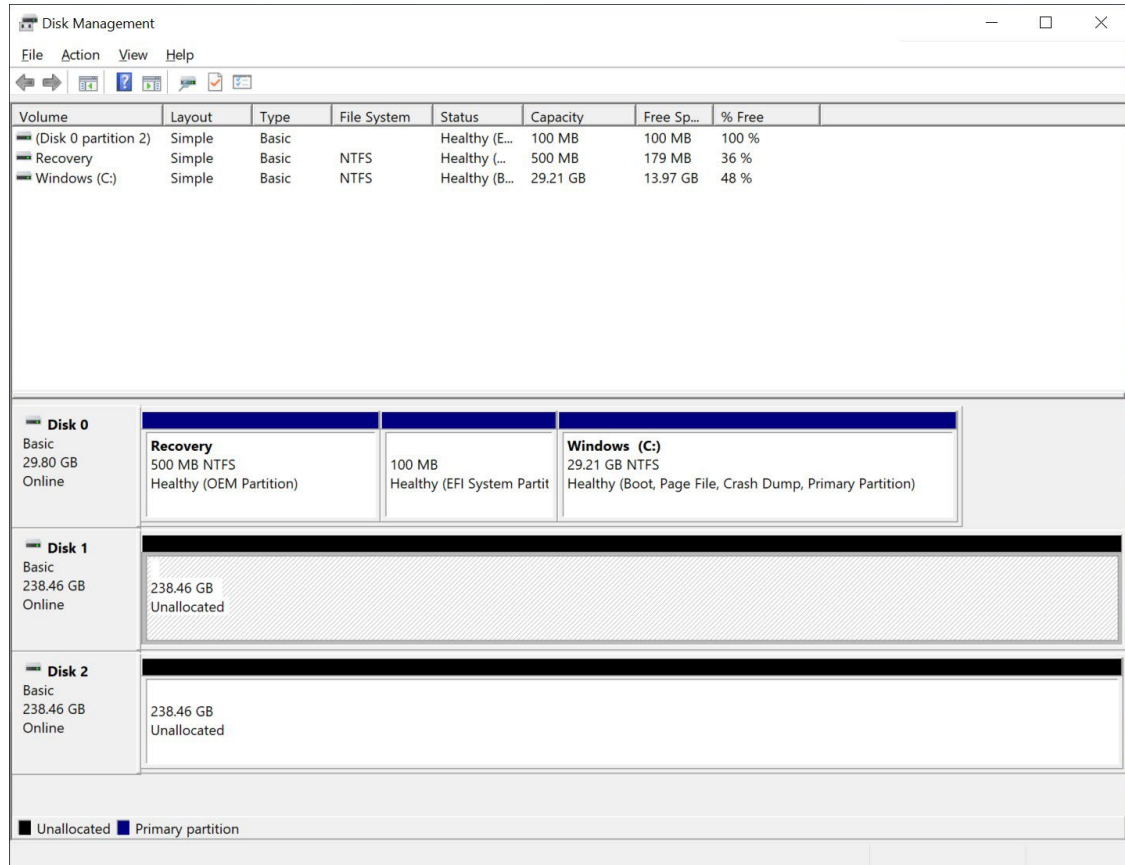 Disk Management
File Action View Help
Volume Layout Type File System Status Capacity Free Sp... % Free
(Disk 0 partition 2) Simple Basic Healthy (E... 100 MB 100 MB 100 %
Recovery Simple Basic NTFS Healthy (... 500 MB 179 MB 36 %
Windows (C:) Simple Basic NTFS Healthy (B... 29.21 GB 13.97 GB 48 %
Disk 0
Basic
29.80 GB
Online
Recovery
500 MB NTFS
Healthy (OEM Partition)
100 MB
Healthy (EFI System Partit
Windows (C:)
29.21 GB NTFS
Healthy (Boot, Page File, Crash Dump, Primary Partition)
Disk 1
Basic
238.46 GB
Online
238.46 GB
Unallocated
Disk 2
Basic
238.46 GB
Online
238.46 GB
Unallocated
Unallocated Primary partition